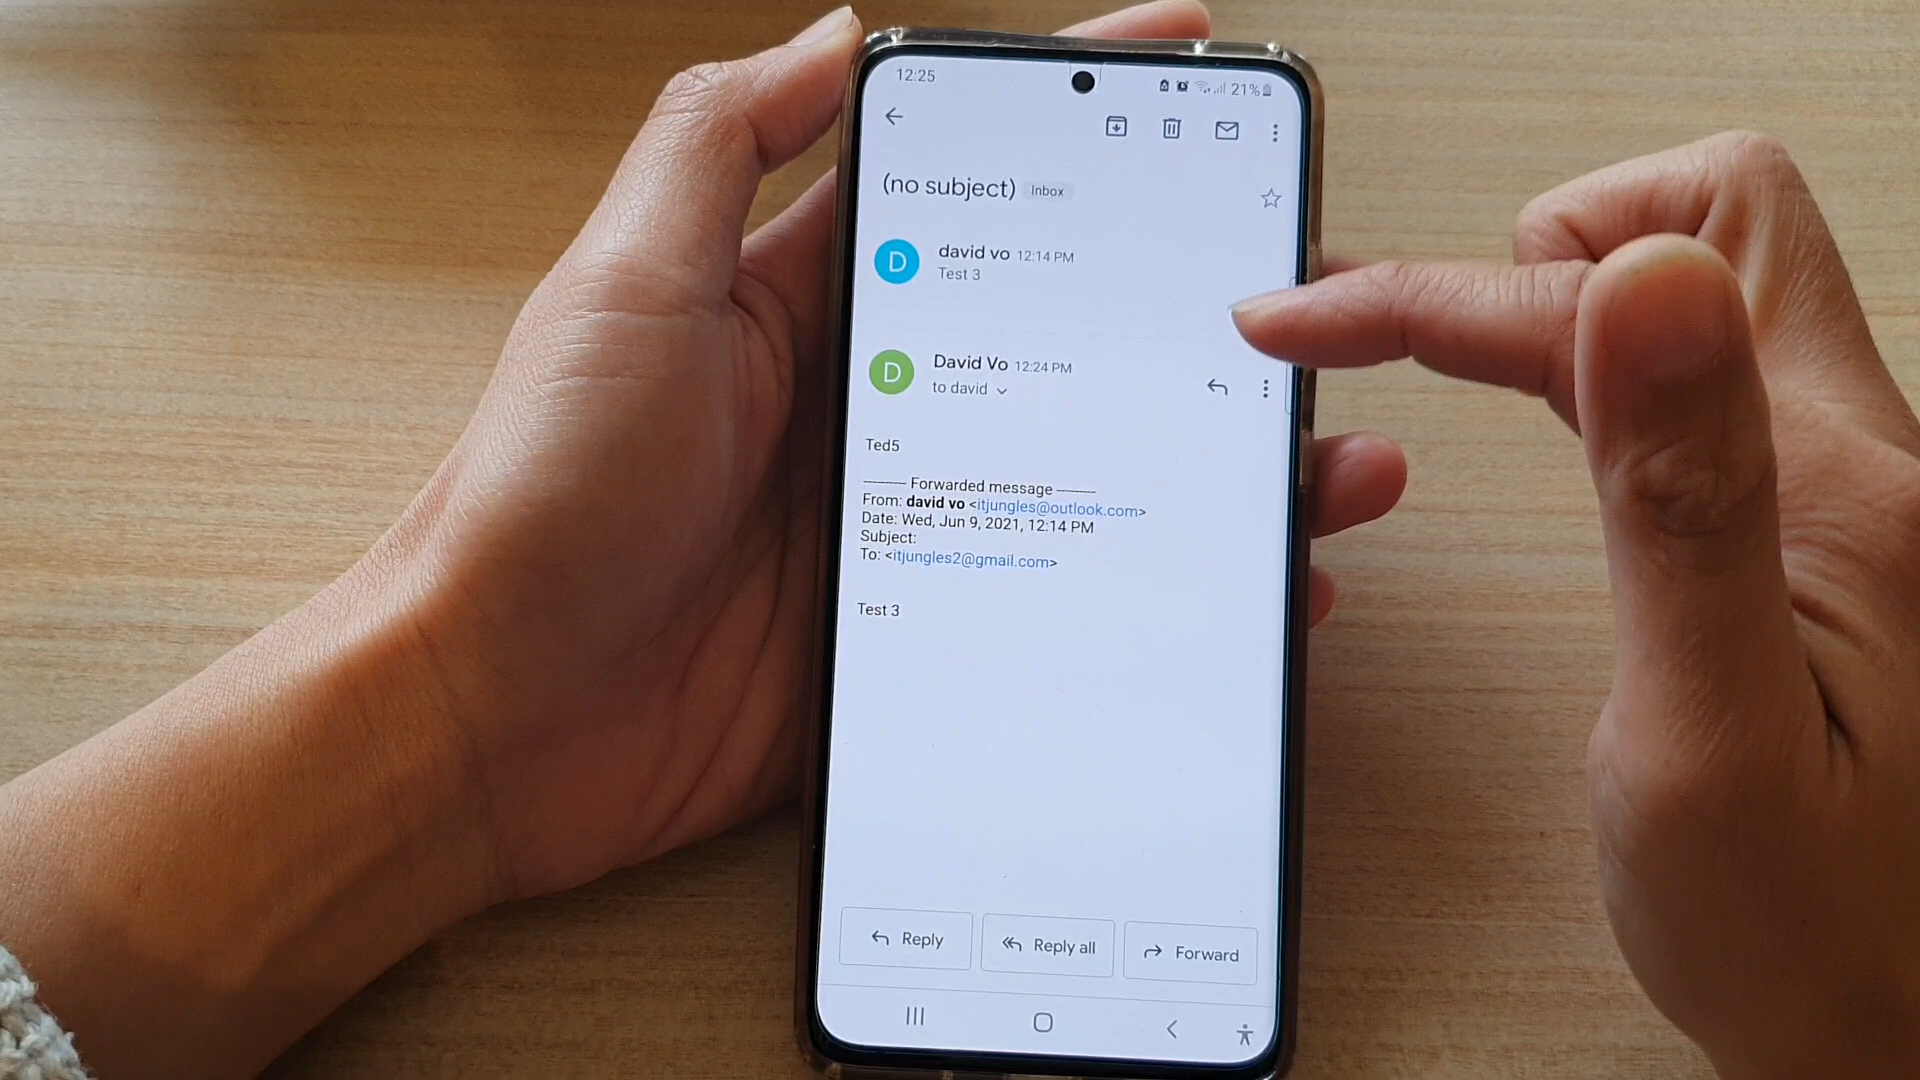 12:25 21%
(no subject) Inbox
D david vo 12:14 PM
Test 3
D David Vo 12:24 PM
to david
Ted5
---------- Forwarded message ----------
From: david vo <itjungles@outlook.com>
Date: Wed, Jun 9, 2021, 12:14 PM
Subject:
To: <itjungles2@gmail.com>
Test 3
Reply Reply all Forward